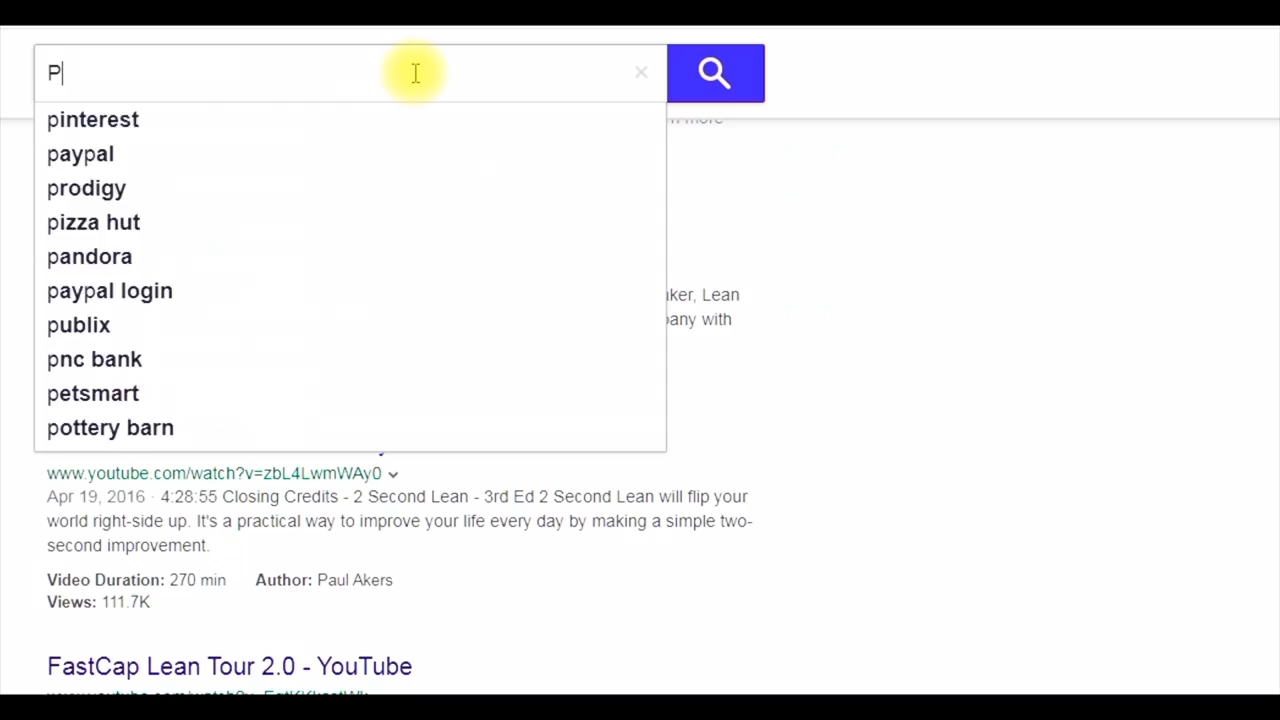 P
pinterest
paypal
prodigy
pizza hut
pandora
paypal login
publix
pnc bank
petsmart
pottery barn
more
Lean
with
www.youtube.com/watch?v=zbL4LwmWAy0
Apr 19, 2016 · 4:28:55 Closing Credits - 2 Second Lean - 3rd Ed 2 Second Lean will flip your
world right-side up. It's a practical way to improve your life every day by making a simple two-
second improvement.
Video Duration: 270 min Author: Paul Akers
Views: 111.7K
FastCap Lean Tour 2.0 - YouTube